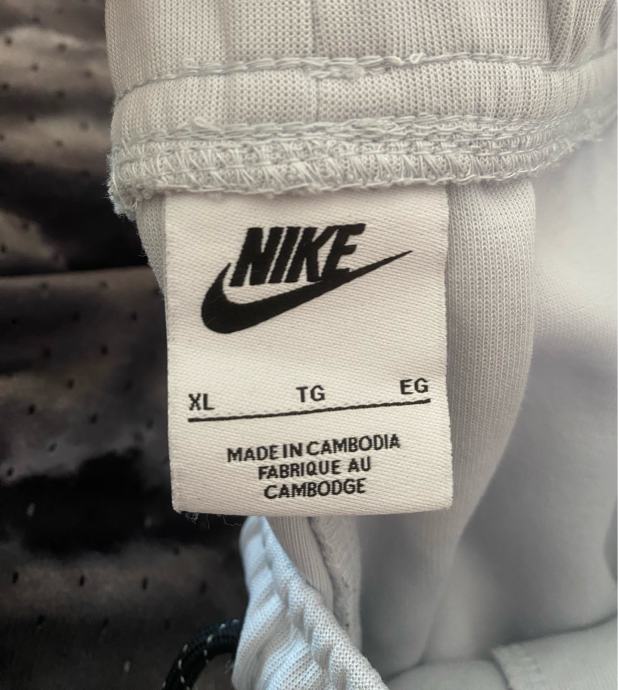 NIKE
XL TG EG
MADE IN CAMBODIA
FABRIQUE AU
CAMBODGE